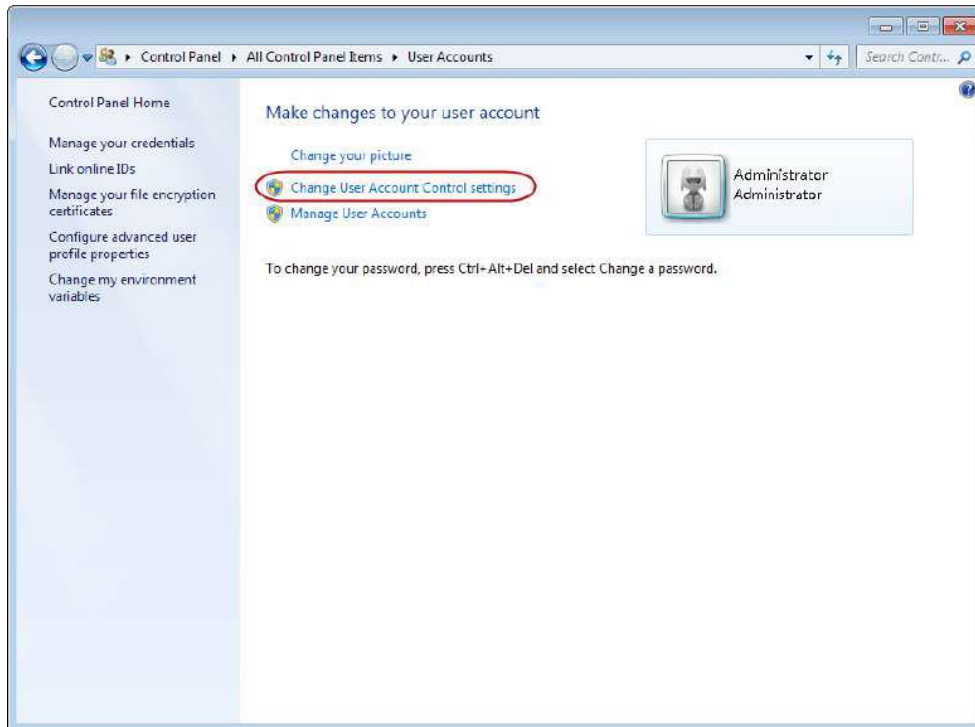 Control Panel ▸ All Control Panel Items ▸ User Accounts
Search Contr...
Control Panel Home
Manage your credentials
Link online IDs
Manage your file encryption
certificates
Configure advanced user
profile properties
Change my environment
variables
Make changes to your user account
Change your picture
Change User Account Control settings
Manage User Accounts
Administrator
Administrator
To change your password, press Ctrl+Alt+Del and select Change a password.